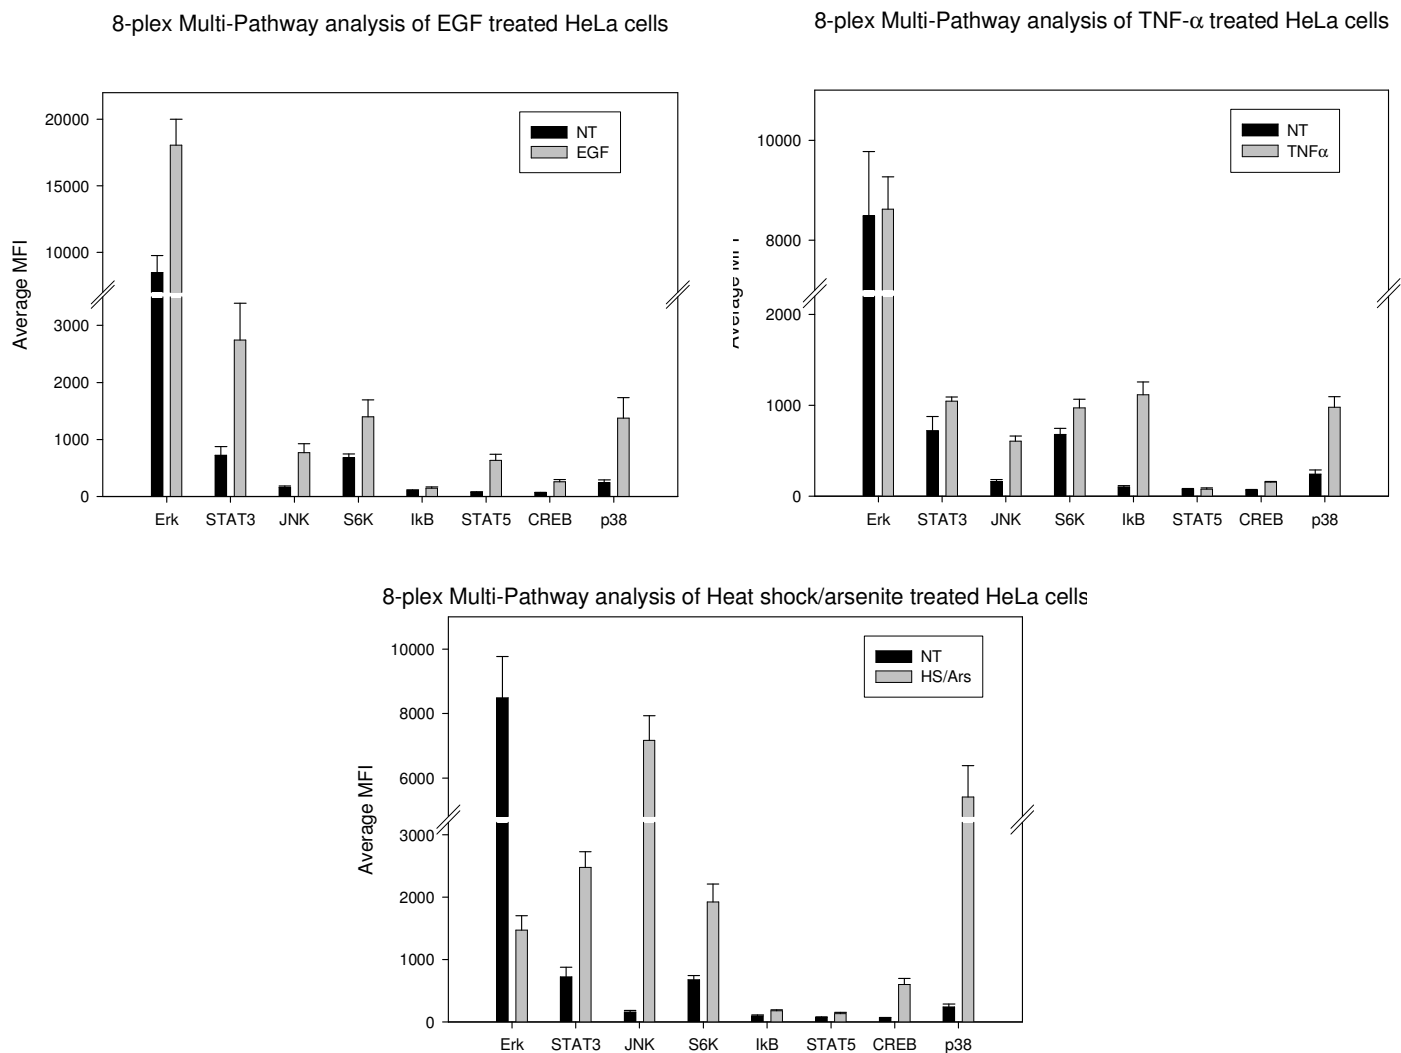 8-plex Multi-Pathway analysis of EGF treated HeLa cells
20000
15000
10000
3000
2000
1000
0
Average MFI
NT
EGF
Erk STAT3 JNK S6K IkB STAT5 CREB p38
8-plex Multi-Pathway analysis of TNF-α treated HeLa cells
10000
8000
2000
1000
0
Average MFI
NT
TNFα
Erk STAT3 JNK S6K IkB STAT5 CREB p38
8-plex Multi-Pathway analysis of Heat shock/arsenite treated HeLa cells
10000
8000
6000
3000
2000
1000
0
Average MFI
NT
HS/Ars
Erk STAT3 JNK S6K IkB STAT5 CREB p38